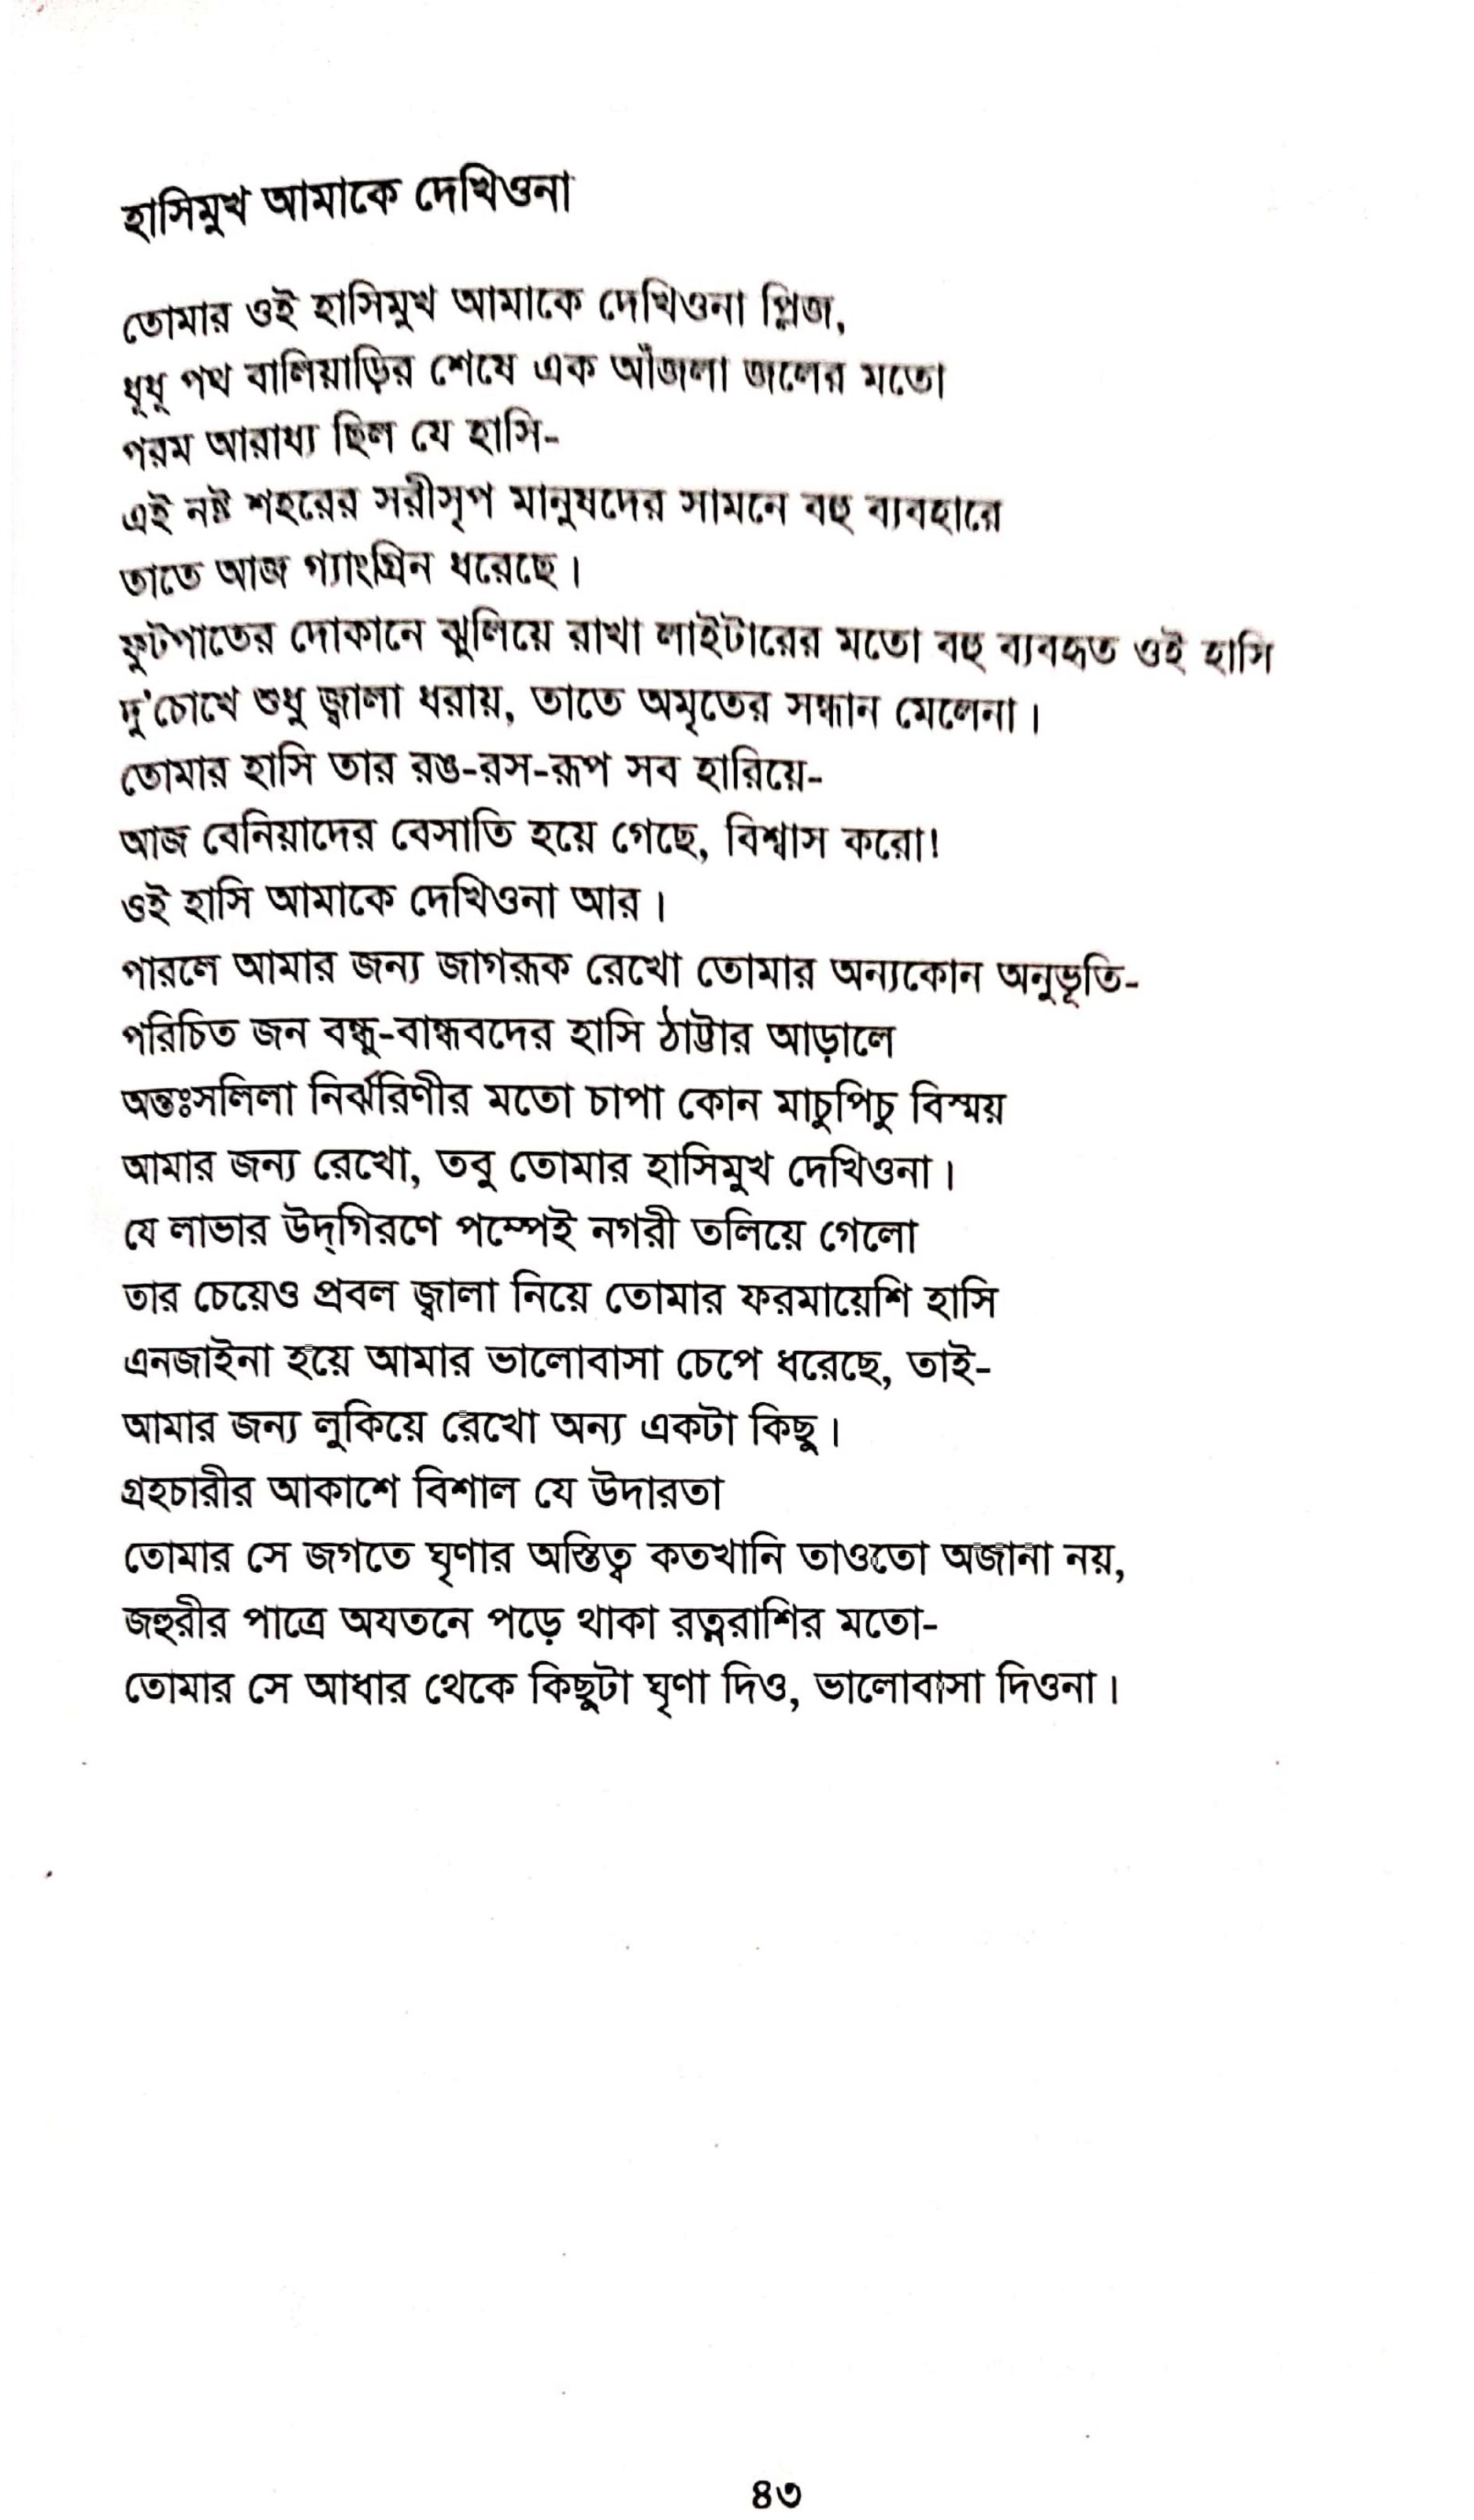 হাসিমুখ আমাকে দেখিওনা
তোমার ওই হাসিমুখ আমাকে দেখিওনা প্লিজ,
ধূধূ পথ বালিয়াড়ির শেষে এক আঁজলা জলের মতো
পরম আরাধ্য ছিল যে হাসি-
এই নষ্ট শহরের সরীসৃপ মানুষদের সামনে বহু ব্যবহারে
তাতে আজ গ্যাংগ্রিন ধরেছে।
ফুটপাতের দোকানে ঝুলিয়ে রাখা লাইটারের মতো বহু ব্যবহৃত ওই হাসি
দু'চোখে শুধু জ্বালা ধরায়, তাতে অমৃতের সন্ধান মেলেনা।
তোমার হাসি তার রঙ-রস-রূপ সব হারিয়ে-
আজ বেনিয়াদের বেসাতি হয়ে গেছে, বিশ্বাস করো!
ওই হাসি আমাকে দেখিওনা আর।
পারলে আমার জন্য জাগরূক রেখো তোমার অন্যকোন অনুভূতি-
পরিচিত জন বন্ধু-বান্ধবদের হাসি ঠাট্টার আড়ালে
অন্তঃসলিলা নির্ঝরিণীর মতো চাপা কোন মাচুপিচু বিস্ময়
আমার জন্য রেখো, তবু তোমার হাসিমুখ দেখিওনা।
যে লাভার উদ্‌গিরণে পম্পেই নগরী তলিয়ে গেলো
তার চেয়েও প্রবল জ্বালা নিয়ে তোমার ফরমায়েশি হাসি
এনজাইনা হয়ে আমার ভালোবাসা চেপে ধরেছে, তাই-
আমার জন্য লুকিয়ে রেখো অন্য একটা কিছু।
গ্রহচারীর আকাশে বিশাল যে উদারতা
তোমার সে জগতে ঘৃণার অস্তিত্ব কতখানি তাওতো অজানা নয়,
জহুরীর পাত্রে অযতনে পড়ে থাকা রত্নরাশির মতো-
তোমার সে আধার থেকে কিছুটা ঘৃণা দিও, ভালোবাসা দিওনা।
৪৩